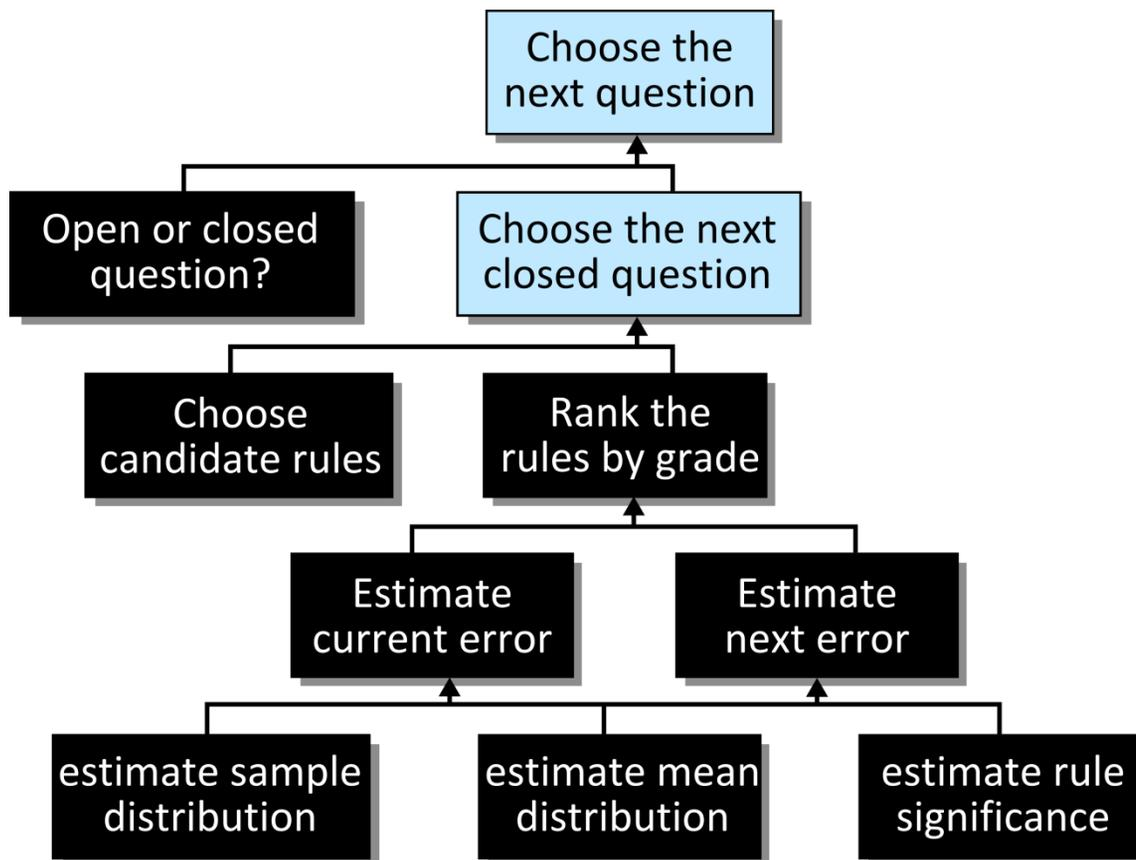 Choose the
next question
Open or closed
question?
Choose the next
closed question
Choose
candidate rules
Rank the
rules by grade
Estimate
current error
Estimate
next error
estimate sample
distribution
estimate mean
distribution
estimate rule
significance